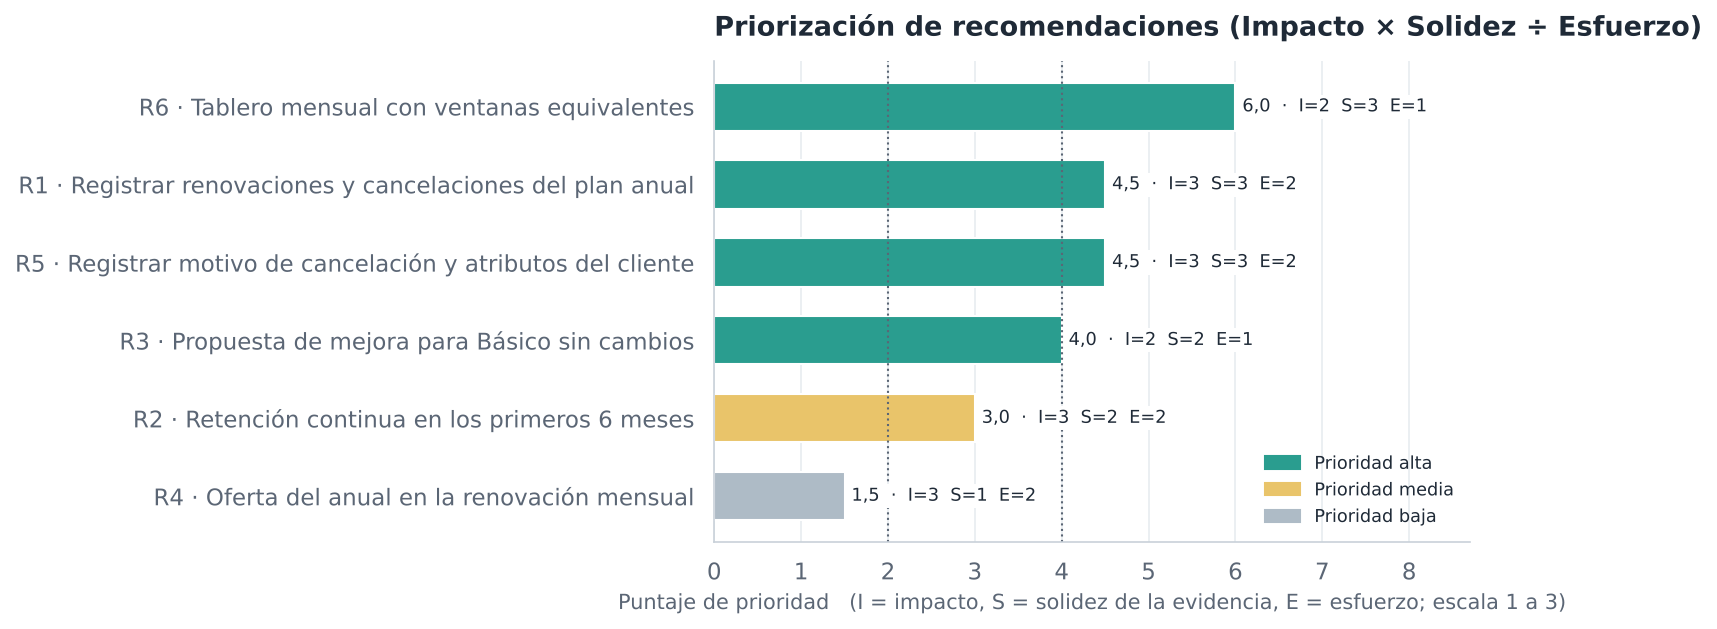 Priorización de recomendaciones (Impacto × Solidez ÷ Esfuerzo)
R6 · Tablero mensual con ventanas equivalentes
6,0 · I=2 S=3 E=1
R1 · Registrar renovaciones y cancelaciones del plan anual
4,5 · I=3 S=3 E=2
R5 · Registrar motivo de cancelación y atributos del cliente
4,5 · I=3 S=3 E=2
R3 · Propuesta de mejora para Básico sin cambios
4,0 · I=2 S=2 E=1
R2 · Retención continua en los primeros 6 meses
3,0 · I=3 S=2 E=2
R4 · Oferta del anual en la renovación mensual
1,5 · I=3 S=1 E=2
Prioridad alta
Prioridad media
Prioridad baja
0 1 2 3 4 5 6 7 8
Puntaje de prioridad (I = impacto, S = solidez de la evidencia, E = esfuerzo; escala 1 a 3)